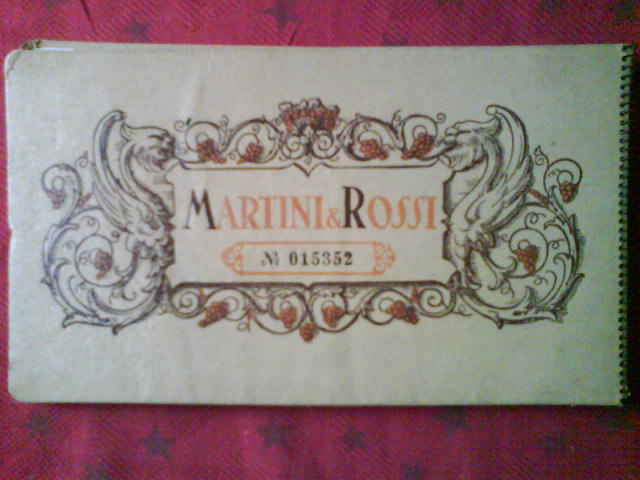 MARTINI & ROSSI
No 015352